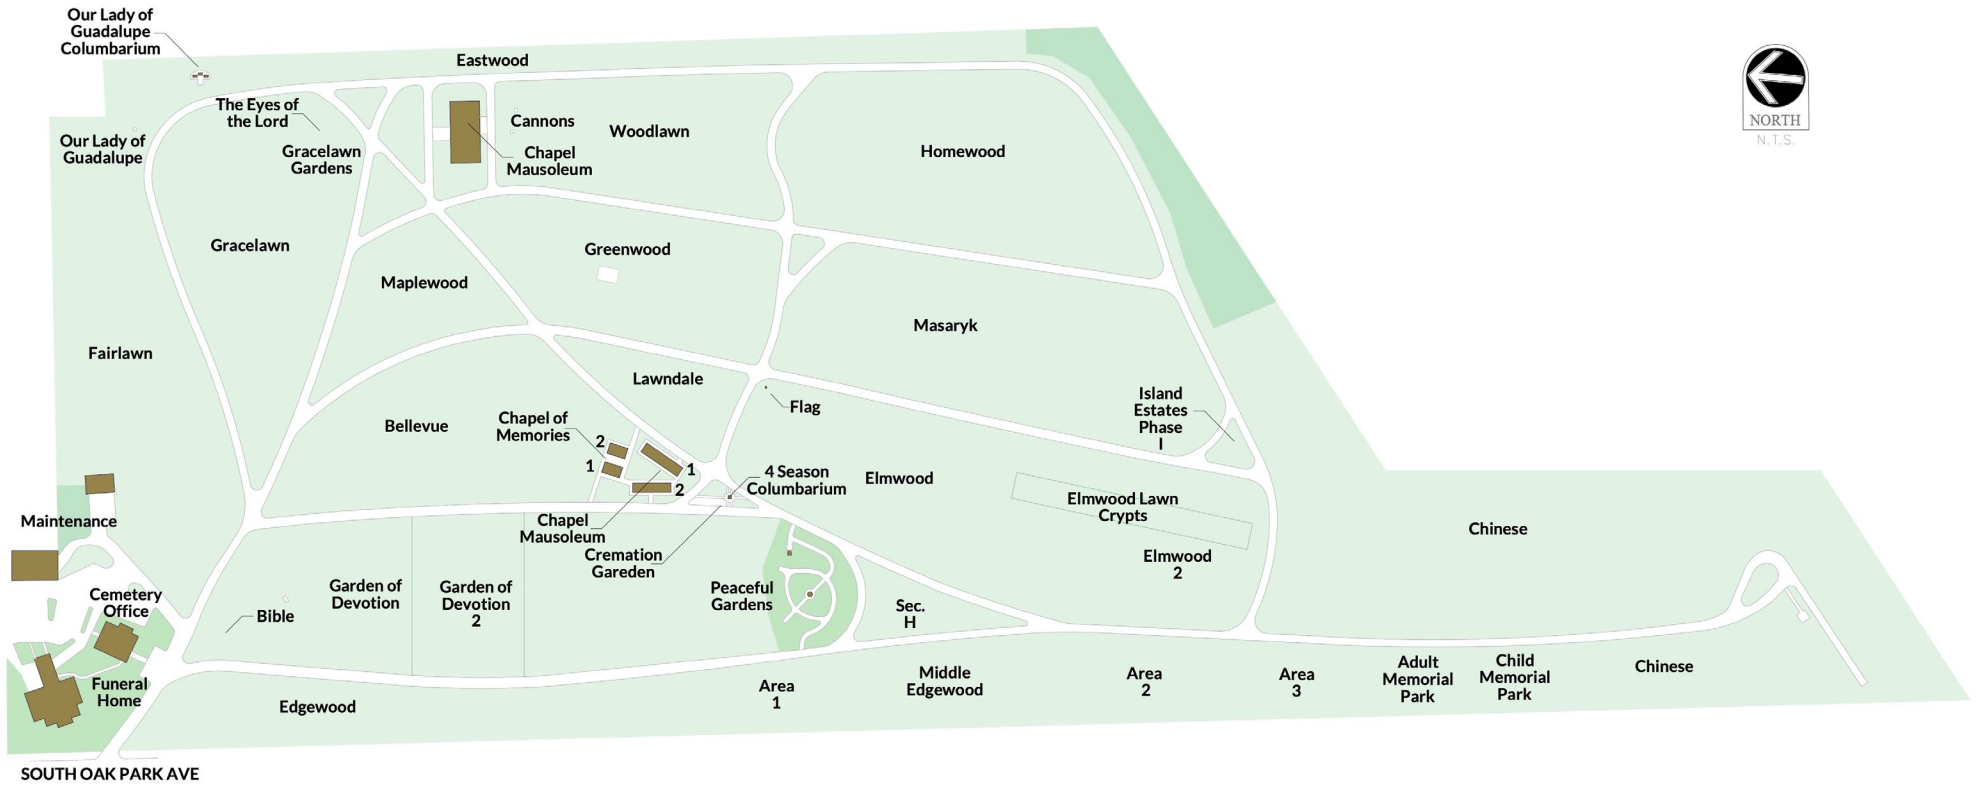 Our Lady of
Guadalupe
Columbarium
Eastwood
NORTH
N.T.S.
The Eyes of
the Lord
Cannons
Woodlawn
Our Lady of
Guadalupe
Gracelawn
Gardens
Chapel
Mausoleum
Homewood
Gracelawn
Greenwood
Maplewood
Masaryk
Fairlawn
Lawndale
Flag
Island
Estates
Phase
I
Bellevue
Chapel of
Memories
2
1
1
2
4 Season
Columbarium
Elmwood
Elmwood Lawn
Crypts
Maintenance
Chapel
Mausoleum
Chinese
Cremation
Gareden
Elmwood
2
Cemetery
Office
Garden of
Devotion
Garden of
Devotion
2
Peaceful
Gardens
Bible
Sec.
H
Funeral
Home
Edgewood
Area
1
Middle
Edgewood
Area
2
Area
3
Adult
Memorial
Park
Child
Memorial
Park
Chinese
SOUTH OAK PARK AVE